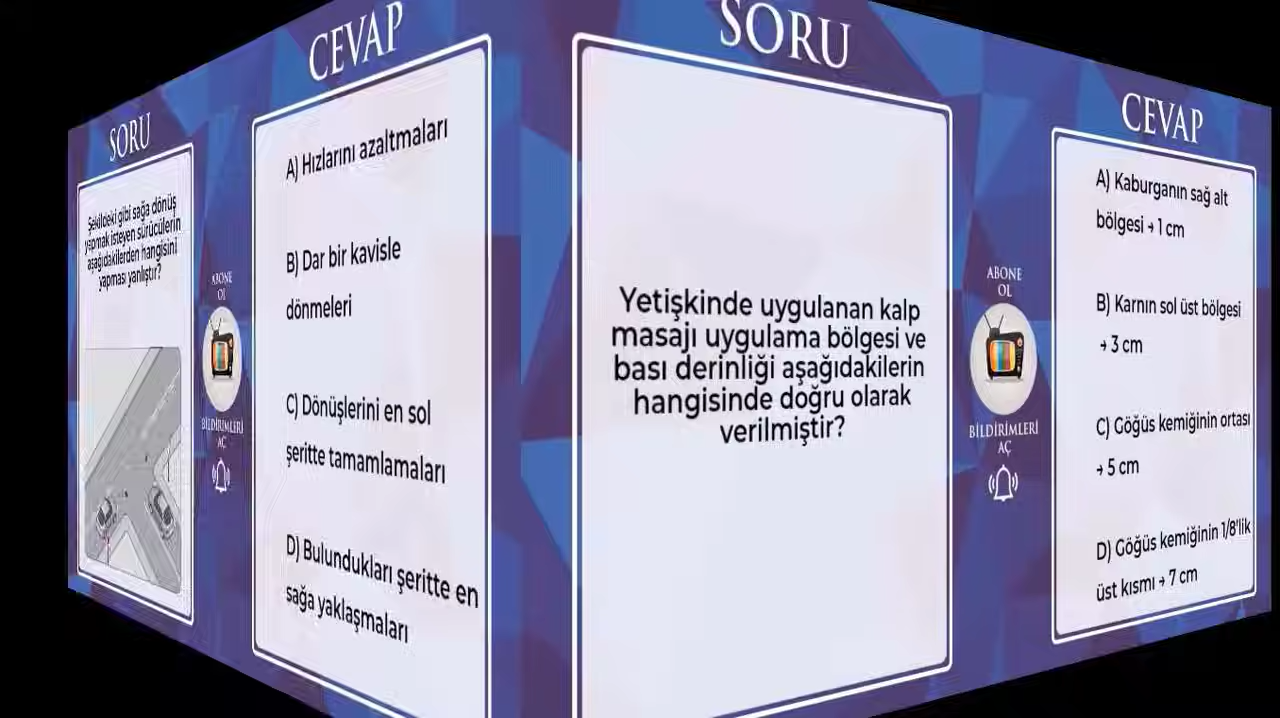 SORU
Şekildeki gibi sağa dönüş
yapmak isteyen sürücülerin
aşağıdakilerden hangisini
yapması yanlıştır?
ABONE
OL
BİLDİRİMLERİ
AÇ
CEVAP
A) Hızlarını azaltmaları
B) Dar bir kavisle
dönmeleri
C) Dönüşlerini en sol
şeritte tamamlamaları
D) Bulundukları şeritte en
sağa yaklaşmaları
SORU
Yetişkinde uygulanan kalp
masajı uygulama bölgesi ve
bası derinliği aşağıdakilerin
hangisinde doğru olarak
verilmiştir?
ABONE
OL
BİLDİRİMLERİ
AÇ
CEVAP
A) Kaburganın sağ alt
bölgesi → 1 cm
B) Karnın sol üst bölgesi
→ 3 cm
C) Göğüs kemiğinin ortası
→ 5 cm
D) Göğüs kemiğinin 1/8'lik
üst kısmı → 7 cm